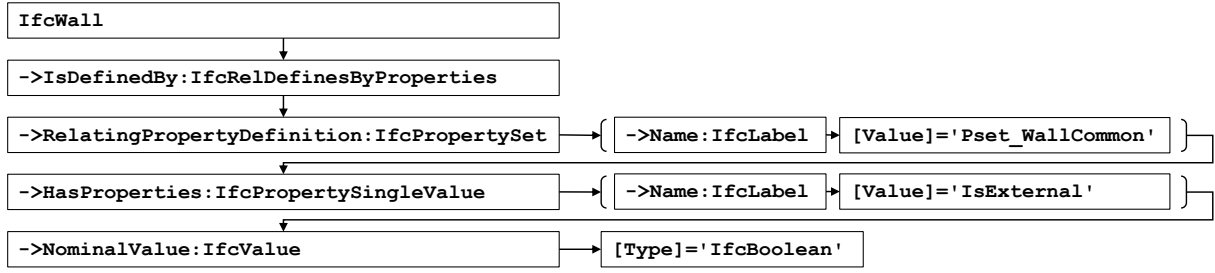 IfcWall
->IsDefinedBy:IfcRelDefinesByProperties
->RelatingPropertyDefinition:IfcPropertySet ->Name:IfcLabel [Value]='Pset_WallCommon'
->HasProperties:IfcPropertySingleValue ->Name:IfcLabel [Value]='IsExternal'
->NominalValue:IfcValue [Type]='IfcBoolean'